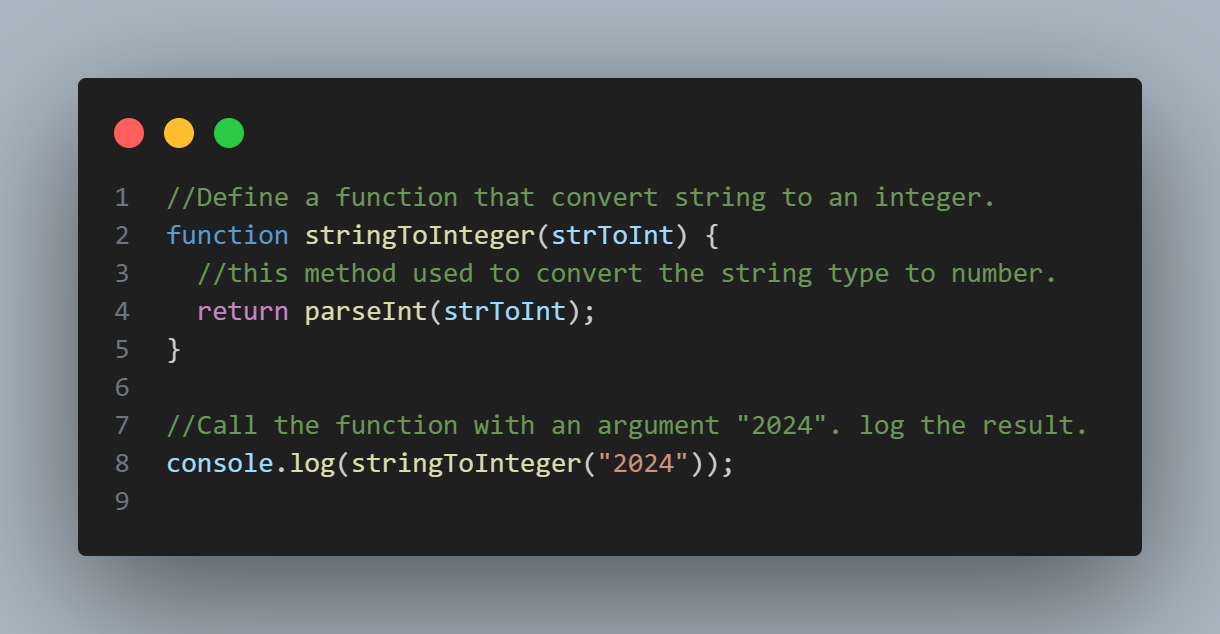 1 //Define a function that convert string to an integer.
2 function stringToInteger(strToInt) {
3   //this method used to convert the string type to number.
4   return parseInt(strToInt);
5 }
6
7 //Call the function with an argument "2024". log the result.
8 console.log(stringToInteger("2024"));
9